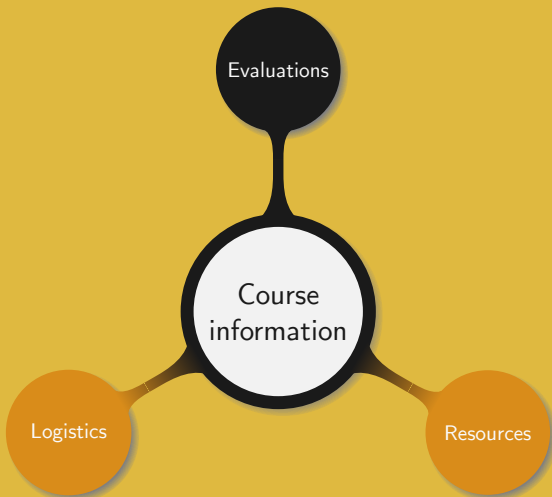 Evaluations
Course
information
Logistics
Resources